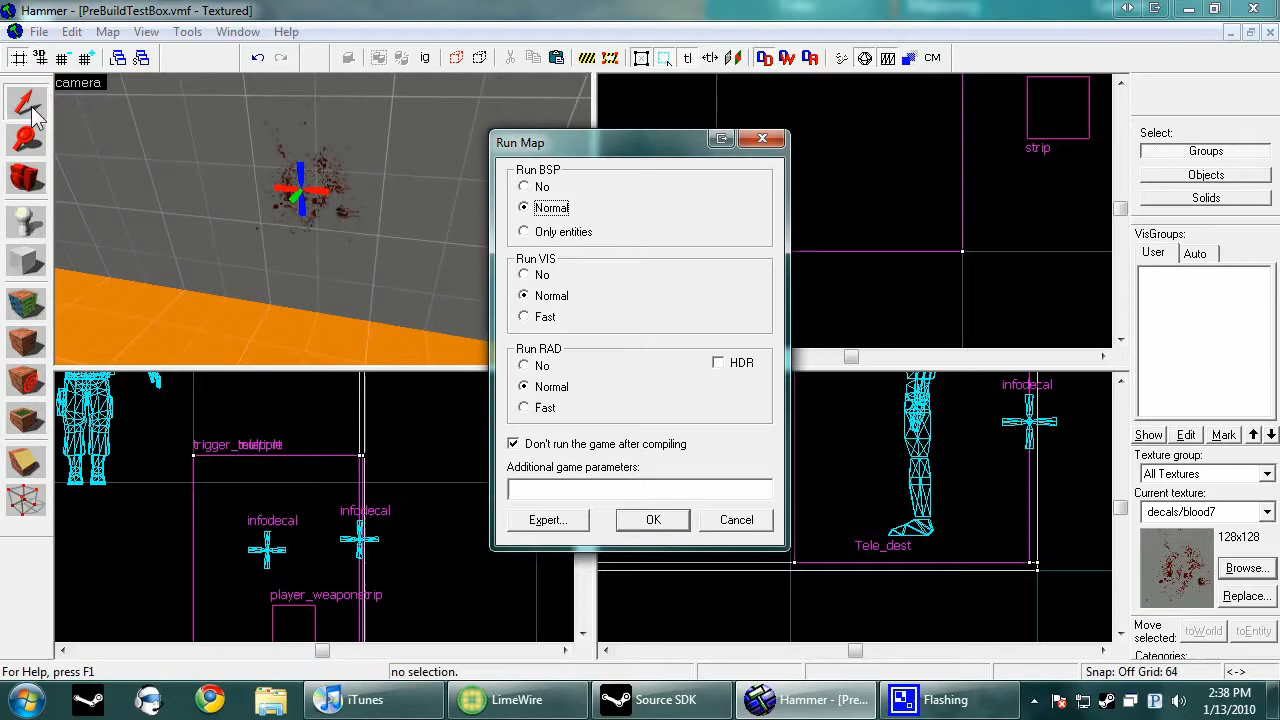 Hammer - [PreBuildTestBox.vmf - Textured]
File Edit Map View Tools Window Help
3D ig tl CM
camera
strip
Select:
Groups
Objects
Solids
VisGroups:
User Auto
Show Edit Mark
Texture group:
All Textures
Current texture:
decals/blood7
128x128
Browse...
Replace...
Move
selected:
toWorld toEntity
Categories:
Run Map
Run BSP
No
Normal
Only entities
Run VIS
No
Normal
Fast
Run RAD
HDR
No
Normal
Fast
Don't run the game after compiling
Additional game parameters:
Expert... OK Cancel
infodecal
infodecal
infodecal
Tele_dest
For Help, press F1
no selection.
Snap: Off Grid: 64 <->
iTunes
LimeWire
Source SDK
Hammer - [Pre...
Flashing
2:38 PM
1/13/2010